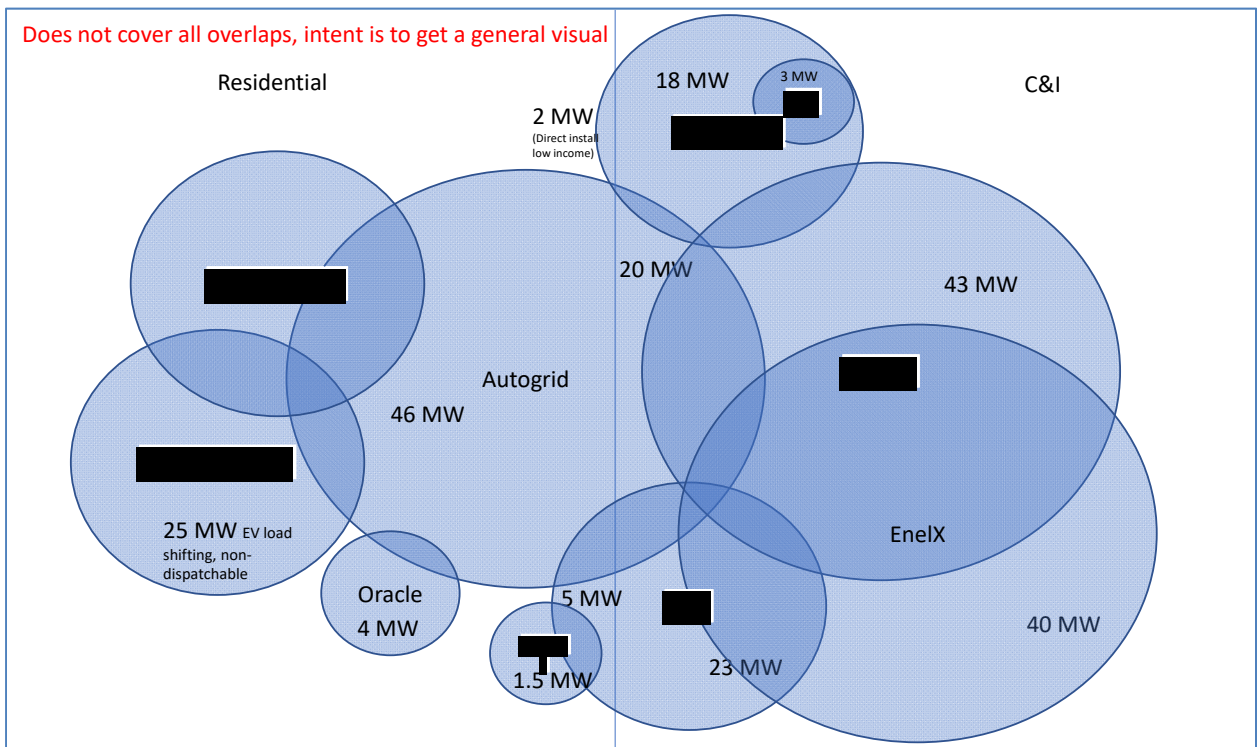 Does not cover all overlaps, intent is to get a general visual
Residential
C&I
18 MW
3 MW
2 MW
(Direct install
low income)
20 MW
43 MW
Autogrid
46 MW
25 MW EV load
shifting, non-
dispatchable
EnelX
Oracle
4 MW
5 MW
40 MW
23 MW
1.5 MW